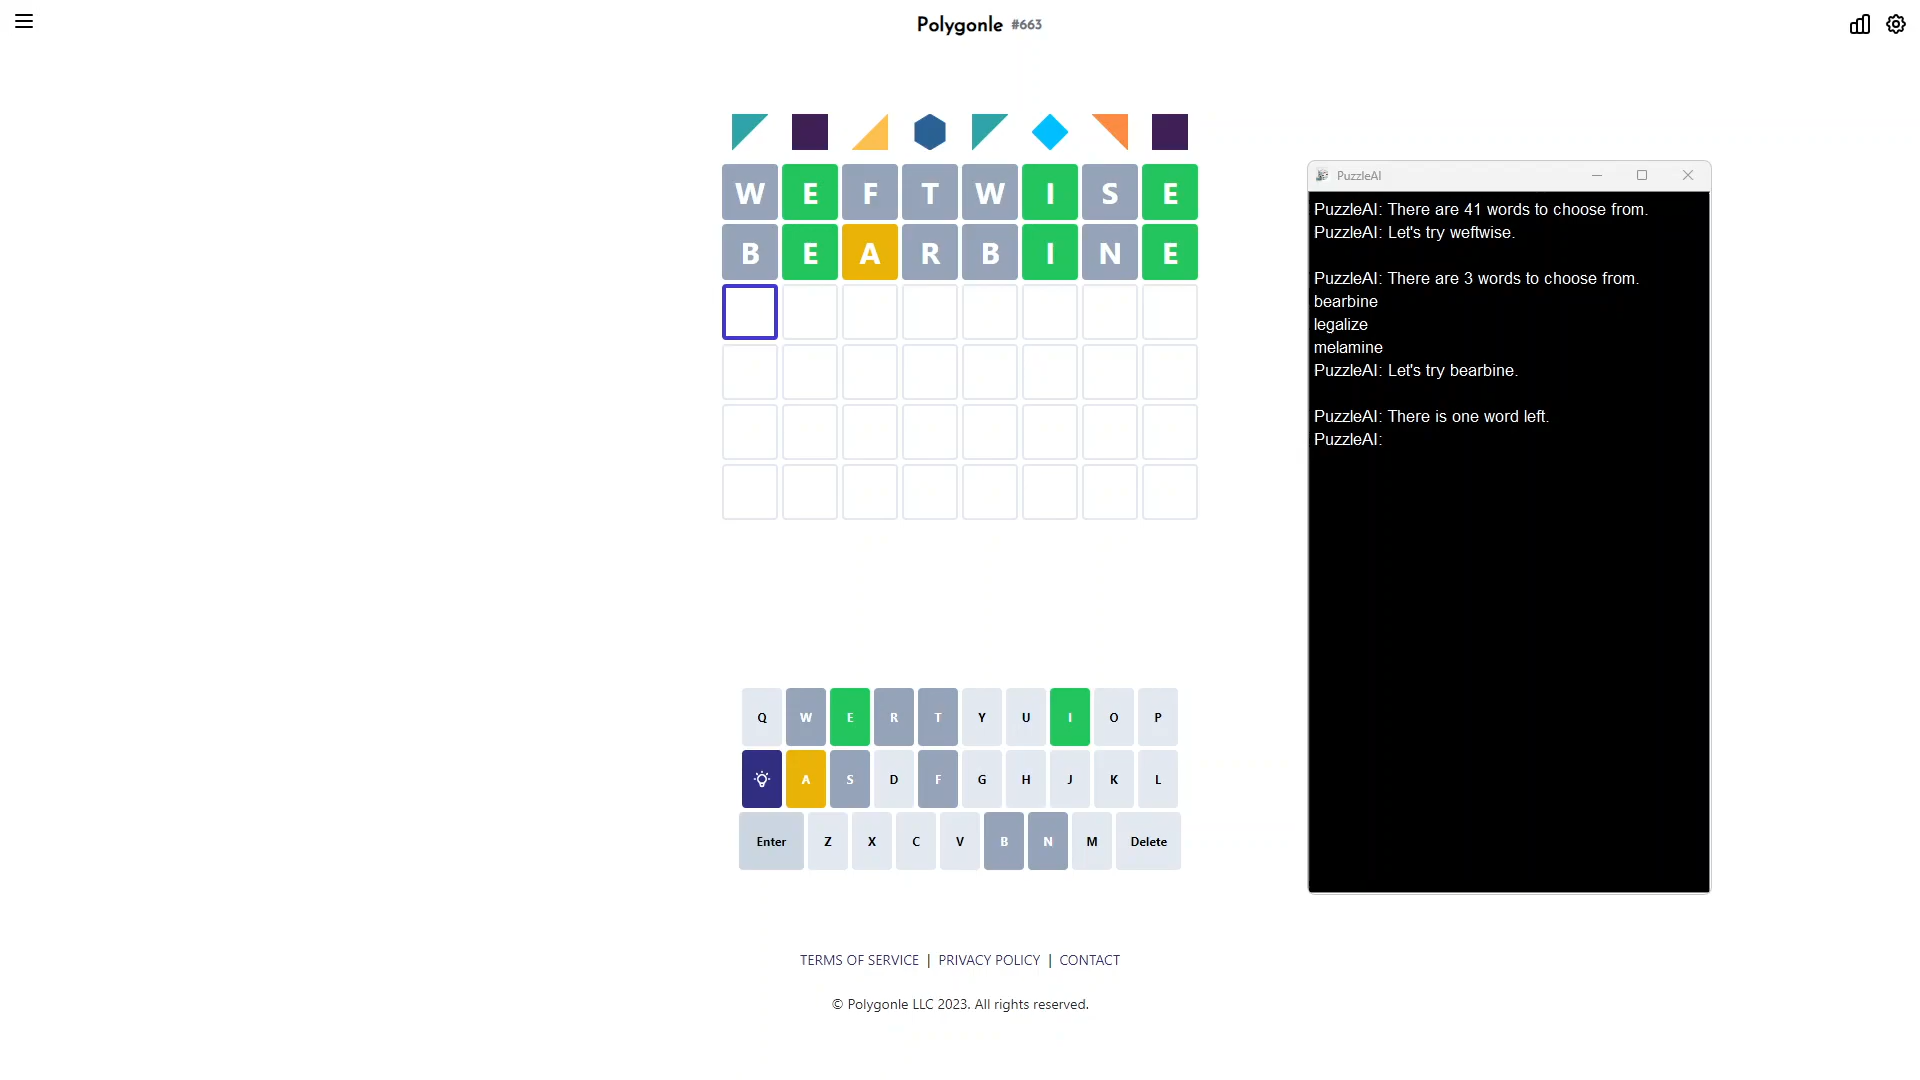 Polygonle #663
W E F T W I S E
B E A R B I N E
PuzzleAI
PuzzleAI: There are 41 words to choose from.
PuzzleAI: Let's try weftwise.
PuzzleAI: There are 3 words to choose from.
bearbine
legalize
melamine
PuzzleAI: Let's try bearbine.
PuzzleAI: There is one word left.
PuzzleAI:
Q W E R T Y U I O P
A S D F G H J K L
Enter Z X C V B N M Delete
TERMS OF SERVICE | PRIVACY POLICY | CONTACT
© Polygonle LLC 2023. All rights reserved.